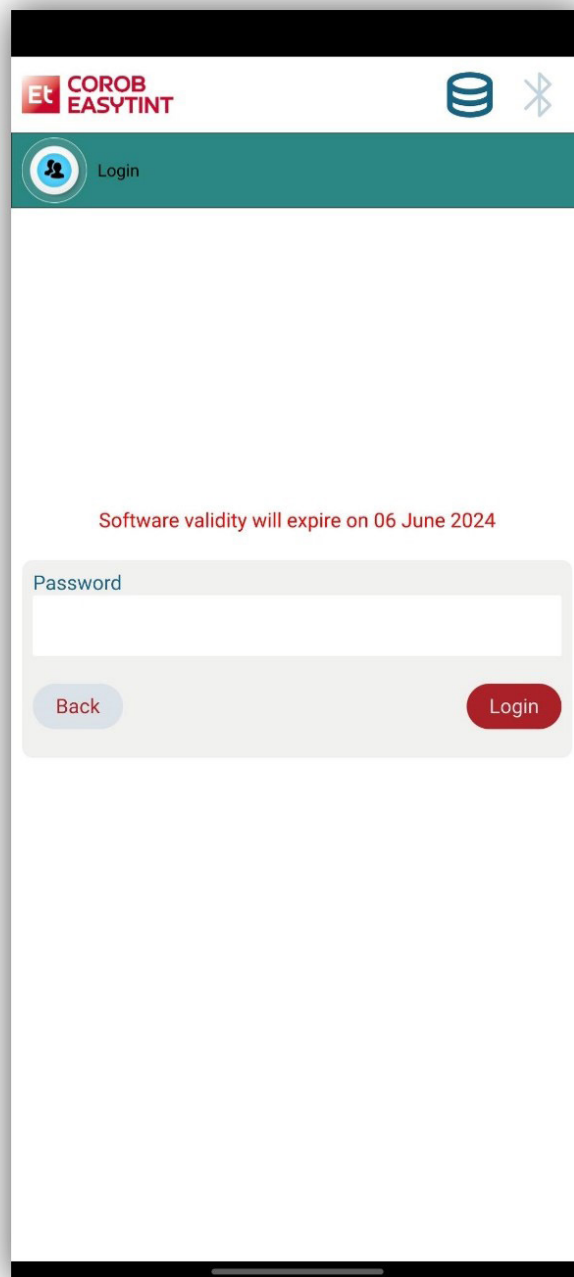 Et COROB
EASYTINT
Login
Software validity will expire on 06 June 2024
Password
Back Login